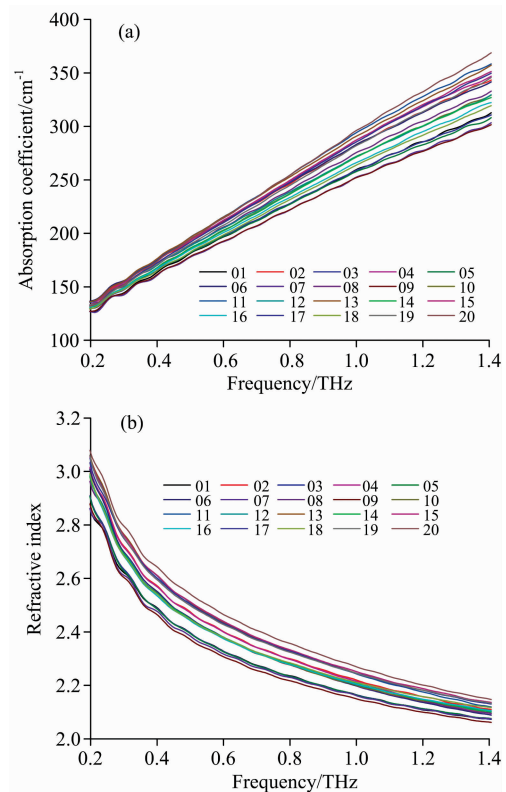 (a)
400
350
300
250
200
150
100
Absorption coefficient/cm⁻¹
01 02 03 04 05
06 07 08 09 10
11 12 13 14 15
16 17 18 19 20
0.2 0.4 0.6 0.8 1.0 1.2 1.4
Frequency/THz
(b)
3.2
3.0
2.8
2.6
2.4
2.2
2.0
Refractive index
01 02 03 04 05
06 07 08 09 10
11 12 13 14 15
16 17 18 19 20
0.2 0.4 0.6 0.8 1.0 1.2 1.4
Frequency/THz